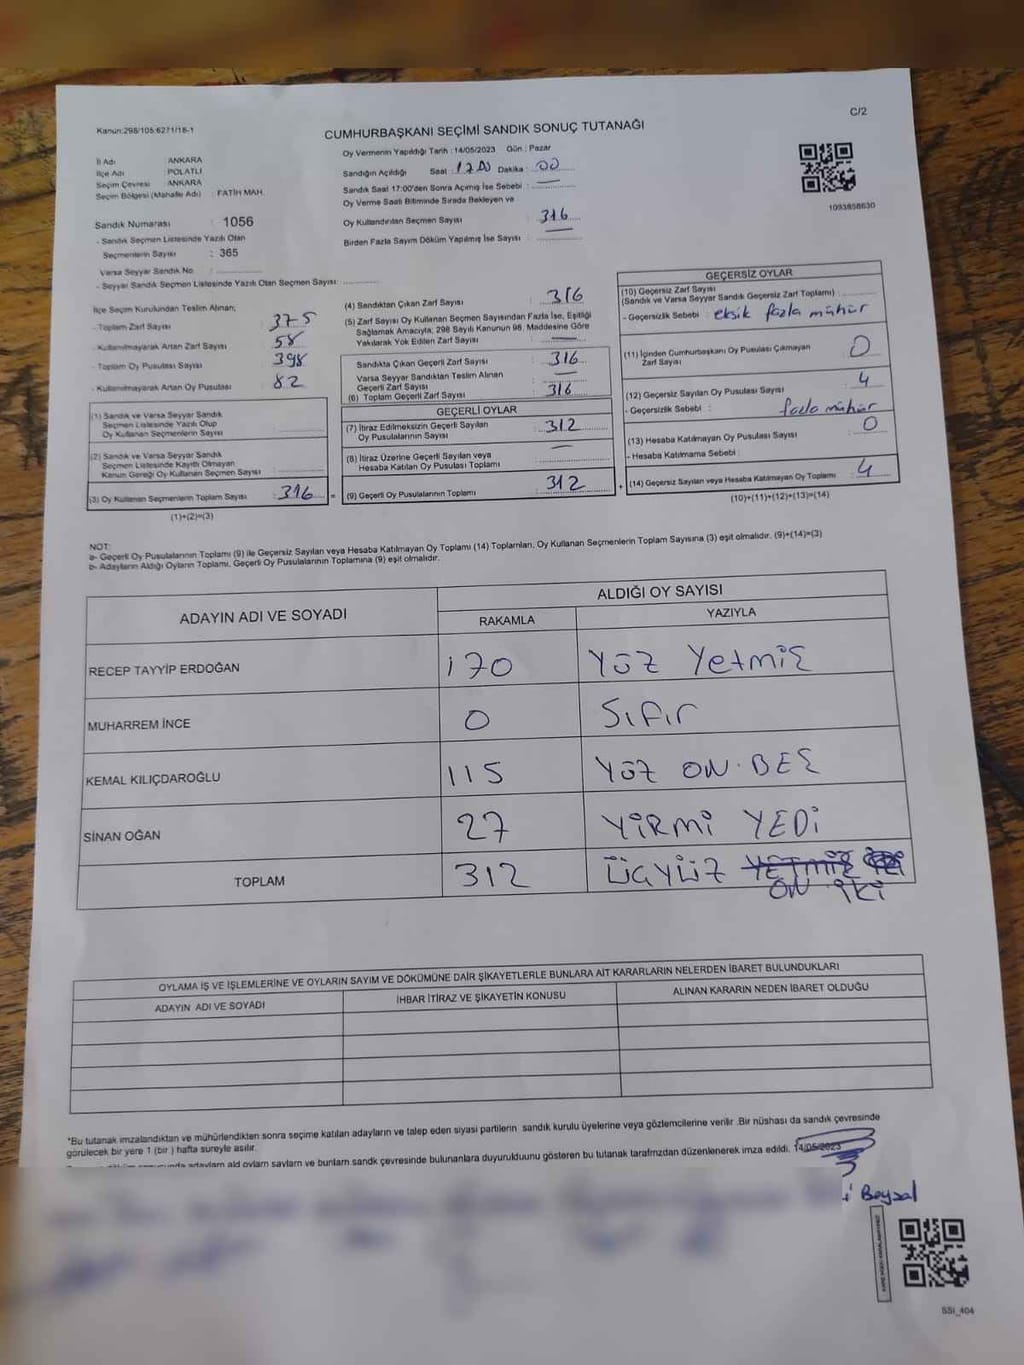 Kanun:298/105:6271/18-1
C/2
CUMHURBAŞKANI SEÇİMİ SANDIK SONUÇ TUTANAĞI
İl Adı : ANKARA
İlçe Adı : POLATLI
Seçim Çevresi : ANKARA
Seçim Bölgesi (Mahalle Adı) : FATİH MAH.
Sandık Numarası : 1056
- Sandık Seçmen Listesinde Yazılı Olan
Seçmenlerin Sayısı : 365
Varsa Seyyar Sandık No :
- Seyyar Sandık Seçmen Listesinde Yazılı Olan Seçmen Sayısı:
Oy Vermenin Yapıldığı Tarih : 14/05/2023 Gün : Pazar
Sandığın Açıldığı Saat : 1700 Dakika : 00
Sandık Saat 17:00'den Sonra Açılmış İse Sebebi :
Oy Verme Saati Bitiminde Sırada Bekleyen ve
Oy Kullandırılan Seçmen Sayısı : 316
Birden Fazla Sayım Döküm Yapılmış İse Sayısı :
1093858630
İlçe Seçim Kurulundan Teslim Alınan;
- Toplam Zarf Sayısı : 375
- Kullanılmayarak Artan Zarf Sayısı : 58
- Toplam Oy Pusulası Sayısı : 398
- Kullanılmayarak Artan Oy Pusulası : 82
(1) Sandık ve Varsa Seyyar Sandık
Seçmen Listesinde Yazılı Olup
Oy Kullanan Seçmenlerin Sayısı :
(2) Sandık ve Varsa Seyyar Sandık
Seçmen Listesinde Kayıtlı Olmayan
Kanun Gereği Oy Kullanan Seçmen Sayısı :
(3) Oy Kullanan Seçmenlerin Toplam Sayısı : 316 =
(1)+(2)=(3)
(4) Sandıktan Çıkan Zarf Sayısı : 316
(5) Zarf Sayısı Oy Kullanan Seçmen Sayısından Fazla İse, Eşitliği
Sağlamak Amacıyla; 298 Sayılı Kanunun 98. Maddesine Göre
Yakılarak Yok Edilen Zarf Sayısı :
Sandıkta Çıkan Geçerli Zarf Sayısı : 316
Varsa Seyyar Sandıktan Teslim Alınan
Geçerli Zarf Sayısı :
(6) Toplam Geçerli Zarf Sayısı : 316
GEÇERLİ OYLAR
(7) İtiraz Edilmeksizin Geçerli Sayılan
Oy Pusulalarının Sayısı : 312
(8) İtiraz Üzerine Geçerli Sayılan veya
Hesaba Katılan Oy Pusulası Toplamı :
(9) Geçerli Oy Pusulalarının Toplamı : 312 +
GEÇERSİZ OYLAR
(10) Geçersiz Zarf Sayısı
(Sandık ve Varsa Seyyar Sandık Geçersiz Zarf Toplamı) :
- Geçersizlik Sebebi : eksik fazla mühür
(11) İçinden Cumhurbaşkanı Oy Pusulası Çıkmayan
Zarf Sayısı : 0
(12) Geçersiz Sayılan Oy Pusulası Sayısı : 4
- Geçersizlik Sebebi : fazla mühür
(13) Hesaba Katılmayan Oy Pusulası Sayısı : 0
- Hesaba Katılmama Sebebi :
(14) Geçersiz Sayılan veya Hesaba Katılmayan Oy Toplamı : 4
(10)+(11)+(12)+(13)=(14)
NOT:
a- Geçerli Oy Pusulalarının Toplamı (9) ile Geçersiz Sayılan veya Hesaba Katılmayan Oy Toplamı (14) Toplamları, Oy Kullanan Seçmenlerin Toplam Sayısına (3) eşit olmalıdır. (9)+(14)=(3)
b- Adayların Aldığı Oyların Toplamı, Geçerli Oy Pusulalarının Toplamına (9) eşit olmalıdır.
ADAYIN ADI VE SOYADI
ALDIĞI OY SAYISI
RAKAMLA YAZIYLA
RECEP TAYYİP ERDOĞAN 170 Yüz Yetmiş
MUHARREM İNCE 0 Sıfır
KEMAL KILIÇDAROĞLU 115 YÜZ ON BEŞ
SİNAN OĞAN 27 YİRMİ YEDİ
TOPLAM 312 ÜÇYÜZ
ON İKİ
OYLAMA İŞ VE İŞLEMLERİNE VE OYLARIN SAYIM VE DÖKÜMÜNE DAİR ŞİKAYETLERLE BUNLARA AİT KARARLARIN NELERDEN İBARET BULUNDUKLARI
ADAYIN ADI VE SOYADI İHBAR İTİRAZ VE ŞİKAYETİN KONUSU ALINAN KARARIN NEDEN İBARET OLDUĞU
*Bu tutanak imzalandıktan ve mühürlendikten sonra seçime katılan adayların ve talep eden siyasi partilerin sandık kurulu üyelerine veya gözlemcilerine verilir .Bir nüshası da sandık çevresinde
görülecek bir yere 1 (bir ) hafta süreyle asılır.
bu tutanak tarafımızdan düzenlenerek imza edildi. 14/05/2023
Baysal
SSI_404